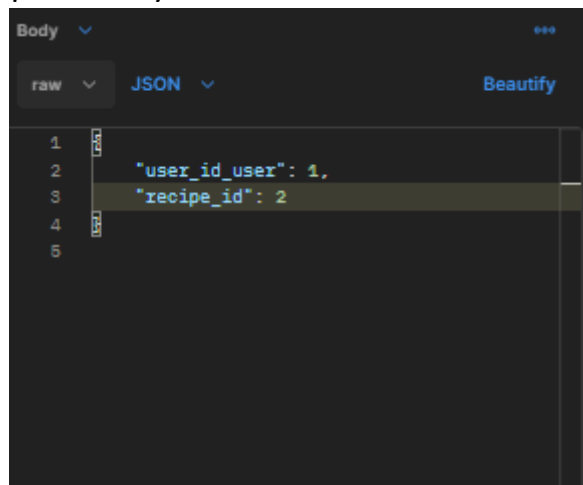 Body
raw JSON Beautify
1 {
2 "user_id_user": 1,
3 "recipe_id": 2
4 }
5